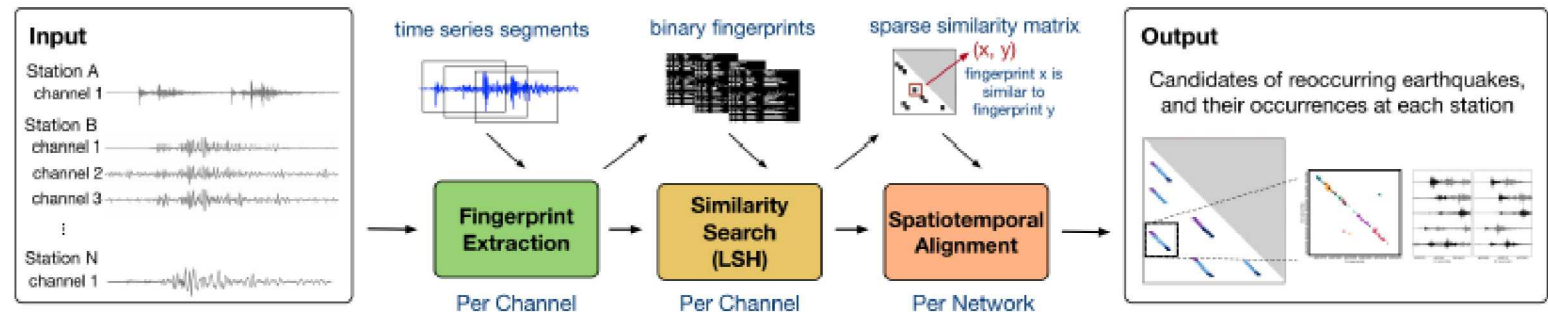 Input
Station A
channel 1
Station B
channel 1
channel 2
channel 3
⋮
Station N
channel 1
time series segments
Fingerprint
Extraction
Per Channel
binary fingerprints
Similarity
Search
(LSH)
Per Channel
sparse similarity matrix
(x, y)
fingerprint x is
similar to
fingerprint y
Spatiotemporal
Alignment
Per Network
Output
Candidates of reoccurring earthquakes,
and their occurrences at each station